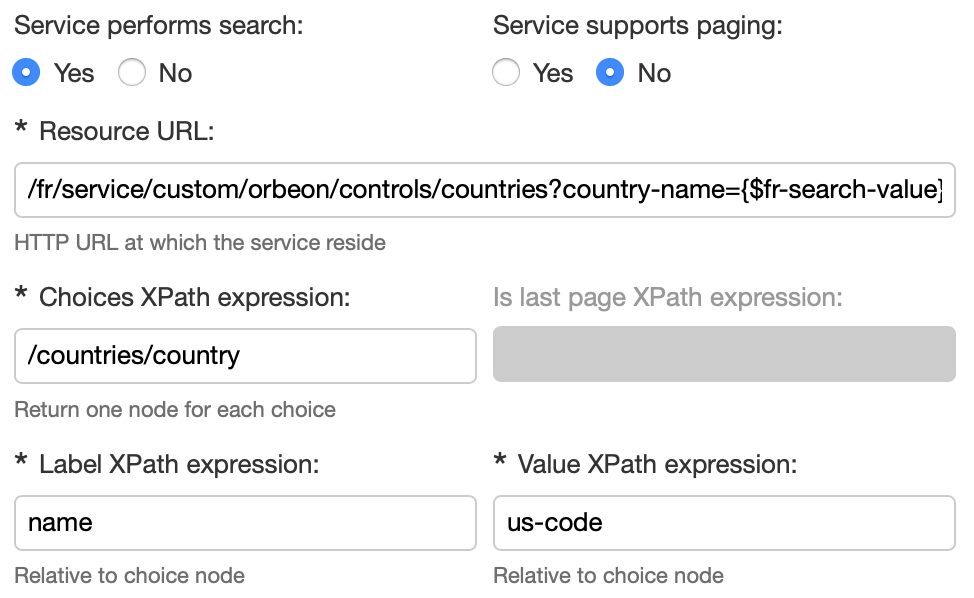 Service performs search:
Service supports paging:
Yes No
Yes No
* Resource URL:
/fr/service/custom/orbeon/controls/countries?country-name={$fr-search-value}
HTTP URL at which the service reside
* Choices XPath expression:
Is last page XPath expression:
/countries/country
Return one node for each choice
* Label XPath expression:
* Value XPath expression:
name
us-code
Relative to choice node
Relative to choice node